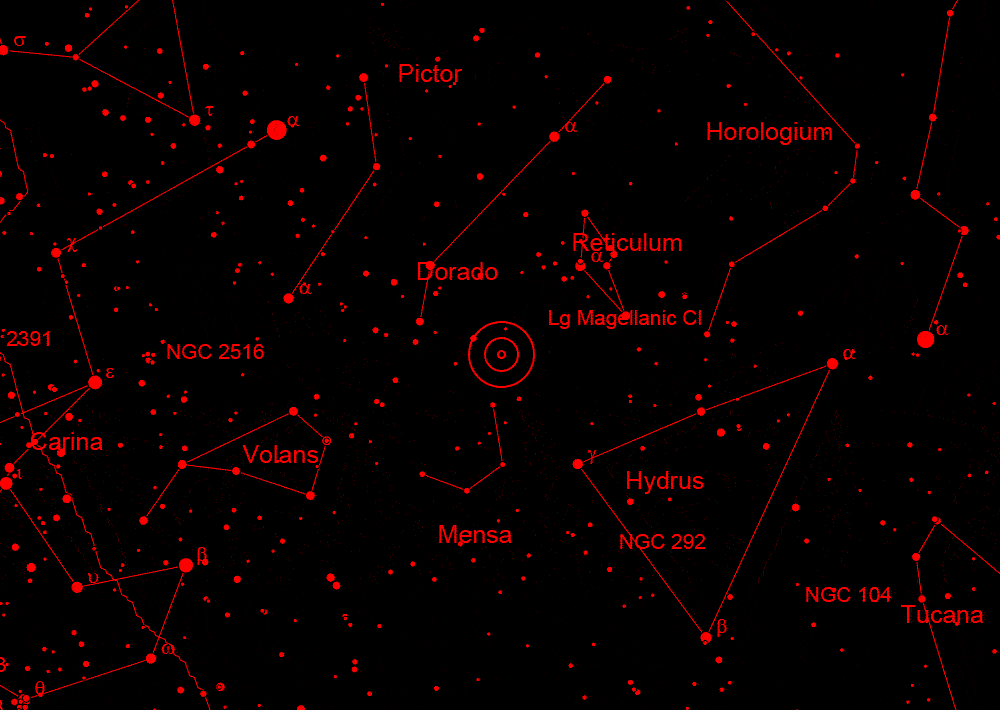 σ
Pictor
τ
α
α
Horologium
χ
Reticulum
α
Dorado
α
Lg Magellanic Cl
α
2391
NGC 2516
α
ε
Carina
Volans
γ
ι
Hydrus
Mensa
NGC 292
β
υ
NGC 104
Tucana
β
ω
3
θ